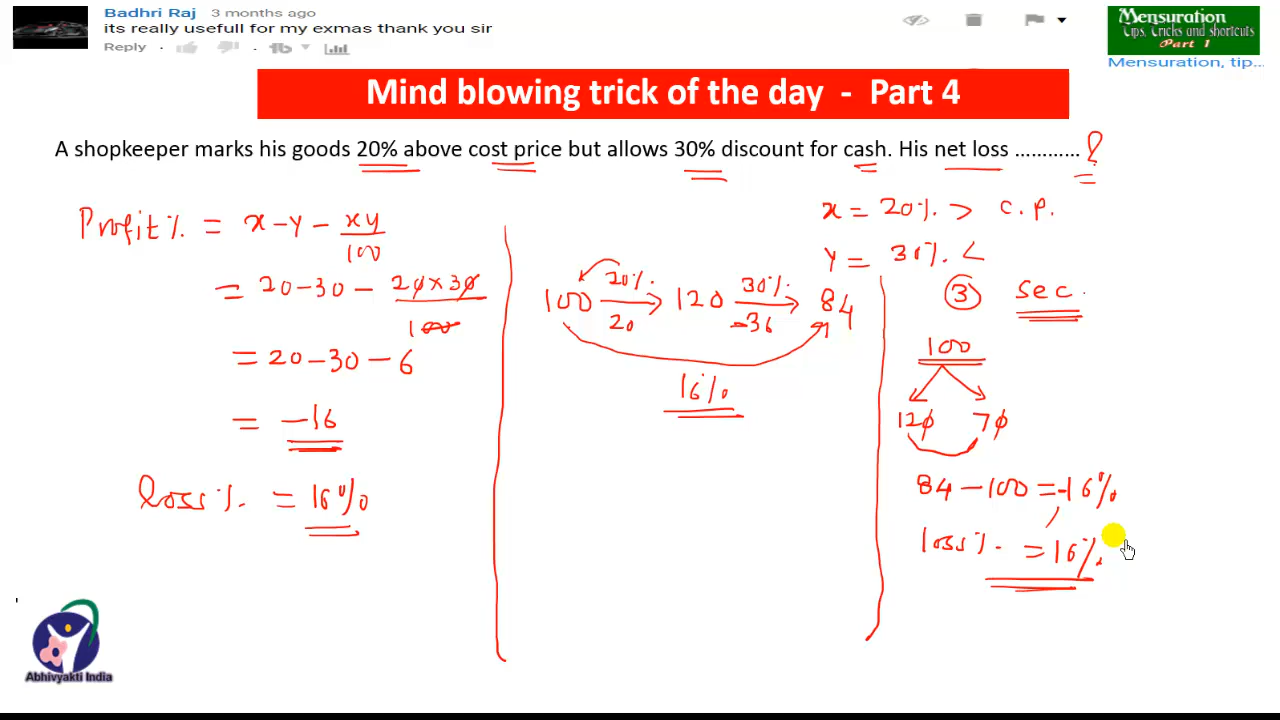 Badhri Raj 3 months ago
its really usefull for my exmas thank you sir
Reply
Mensuration
Tips, Tricks and shortcuts
Part 1
Mensuration, tip...
Mind blowing trick of the day - Part 4
A shopkeeper marks his goods 20% above cost price but allows 30% discount for cash. His net loss ............ ?
Profit% = x - y - xy/100
= 20 - 30 - 20 x 30/100
= 20 - 30 - 6
= -16
loss% = 16%
100 20% 20 120 30% -36 84
16%
x = 20% > C.P.
y = 30% <
3 sec.
100
120 70
84 - 100 = -16%
loss% = 16%
Abhivyakti India